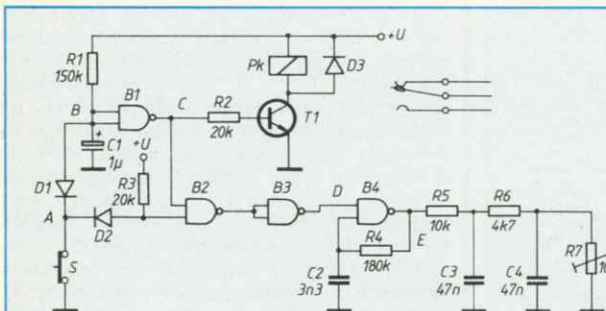 +U
R1
150k
Pk
D3
B1
B
C
R2
20k
T1
+
C1
1µ
+U
D1
R3
20k
B2
B3
D
B4
R5
10k
R6
4k7
A
D2
E
R4
180k
R7
S
C2
3n3
C3
47n
C4
47n